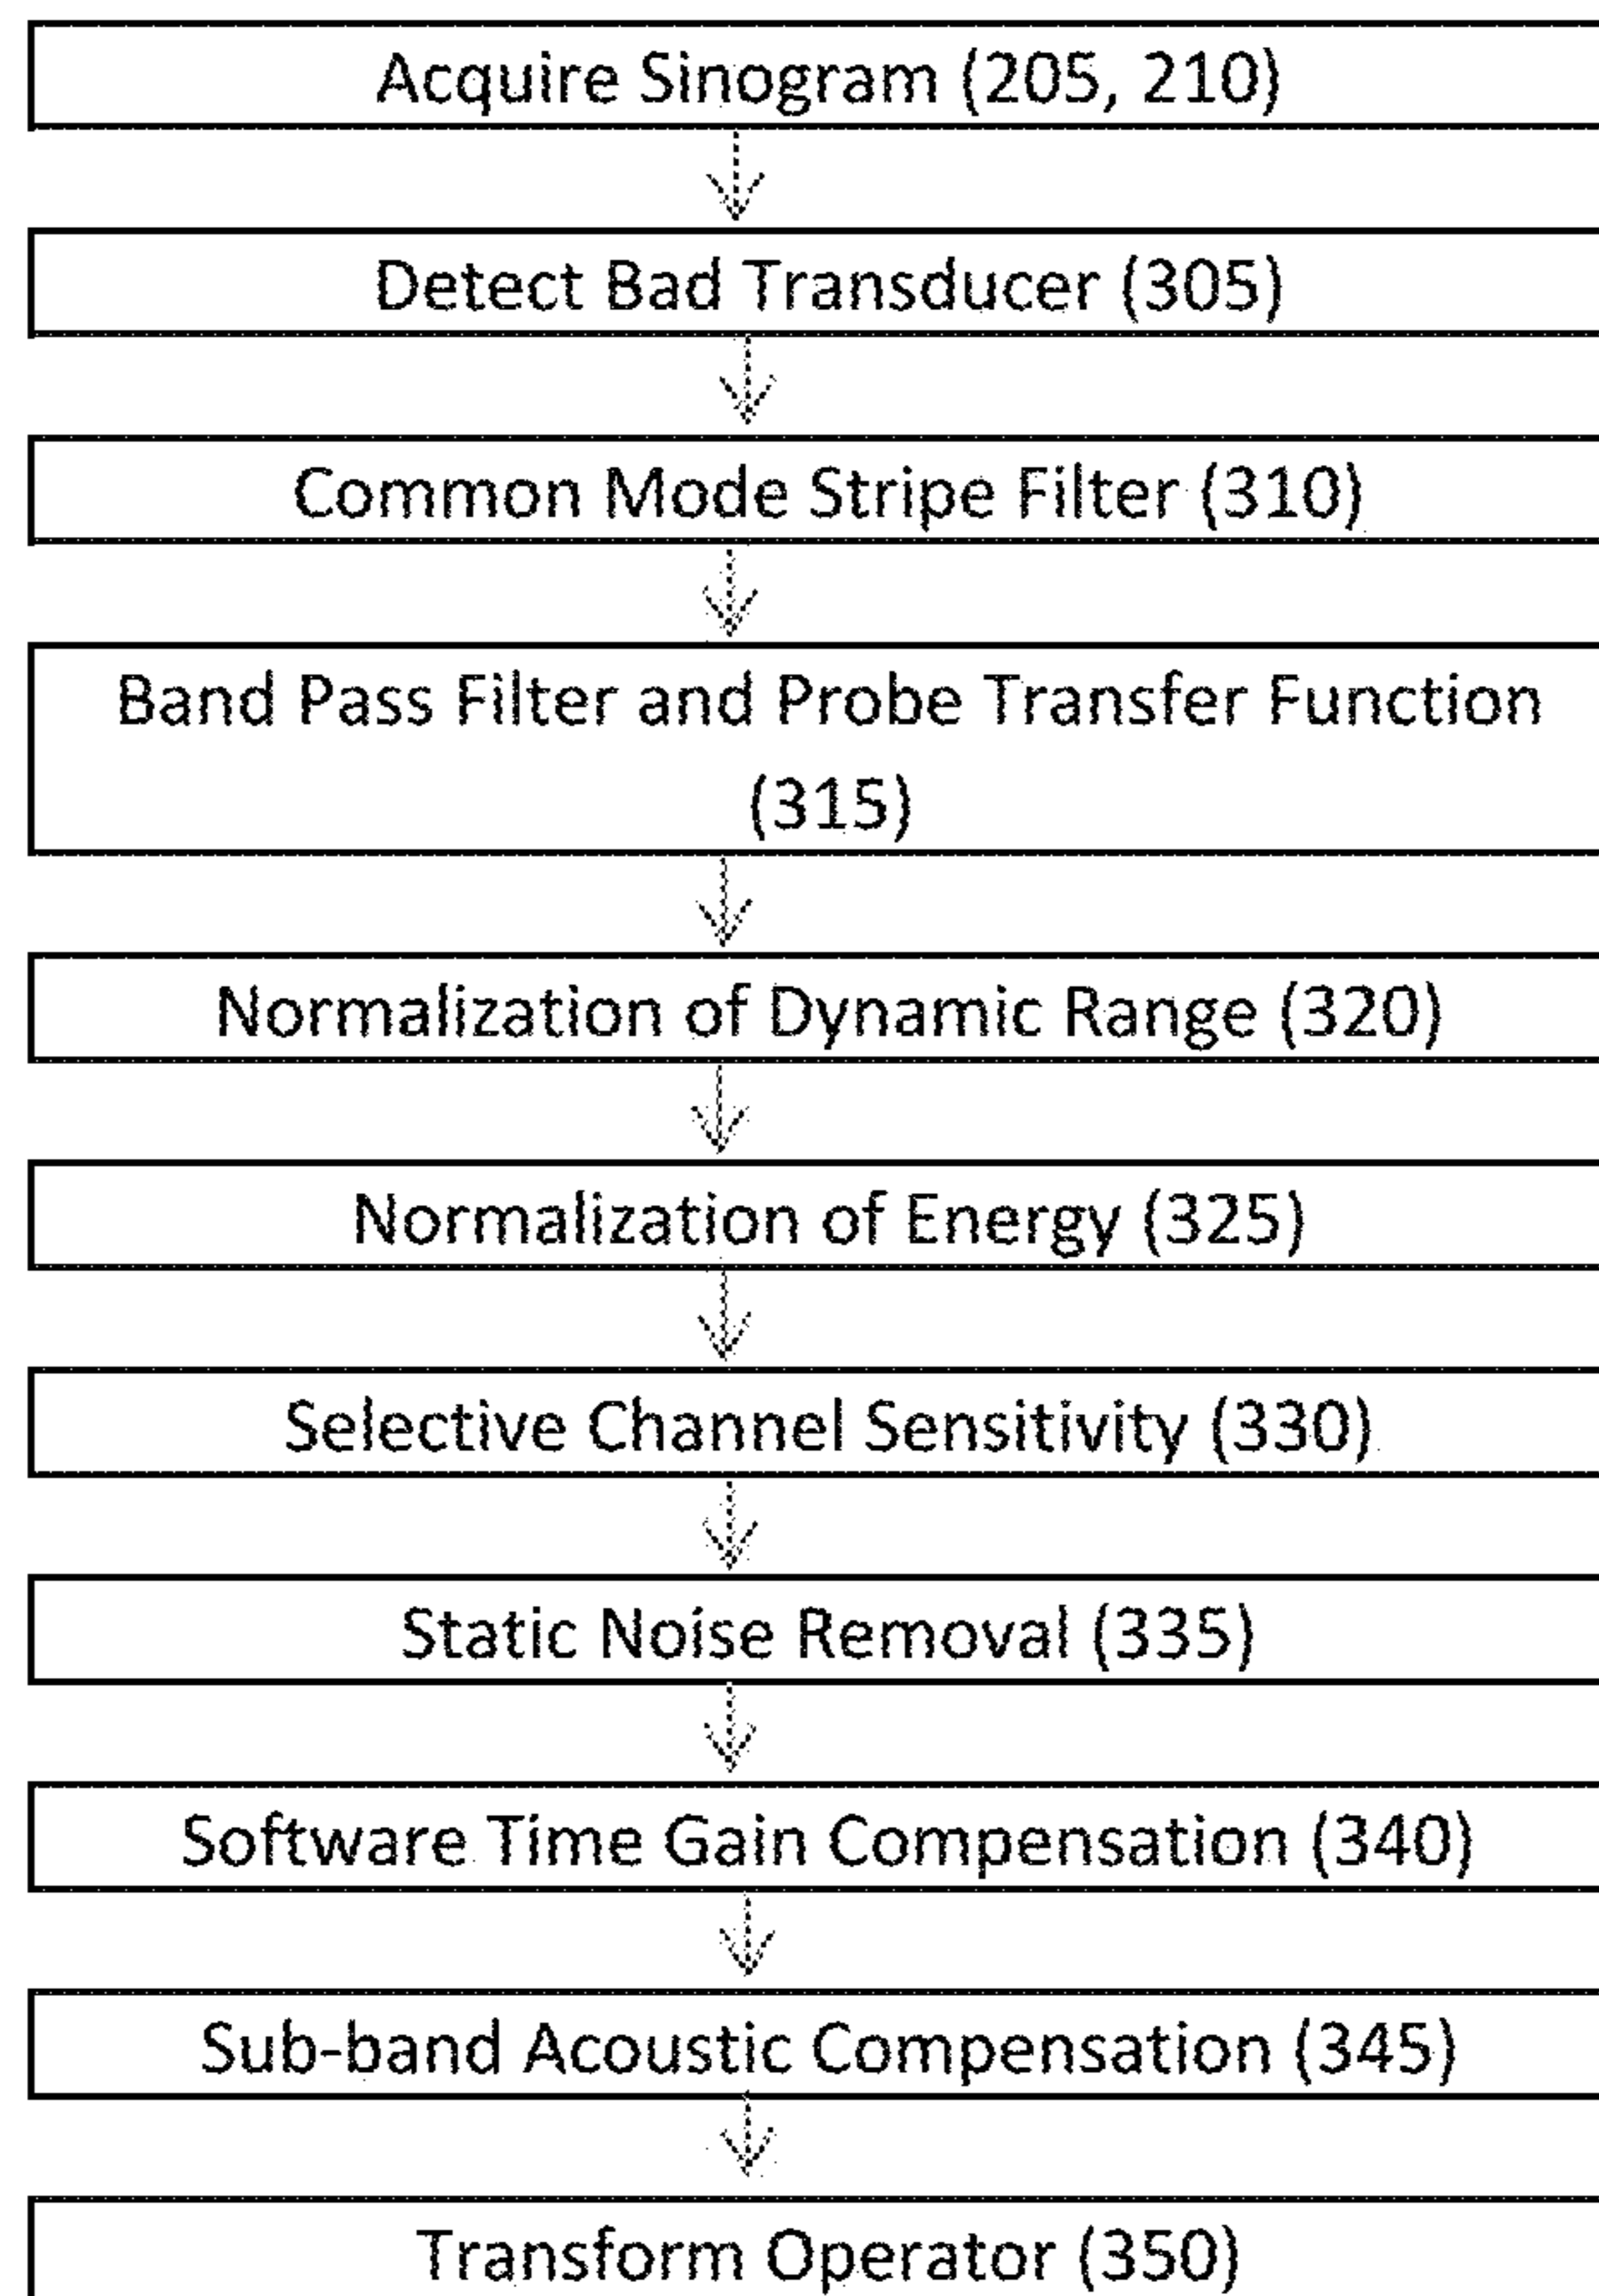 Acquire Sinogram (205, 210)
Detect Bad Transducer (305)
Common Mode Stripe Filter (310)
Band Pass Filter and Probe Transfer Function
(315)
Normalization of Dynamic Range (320)
Normalization of Energy (325)
Selective Channel Sensitivity (330)
Static Noise Removal (335)
Software Time Gain Compensation (340)
Sub-band Acoustic Compensation (345)
Transform Operator (350)